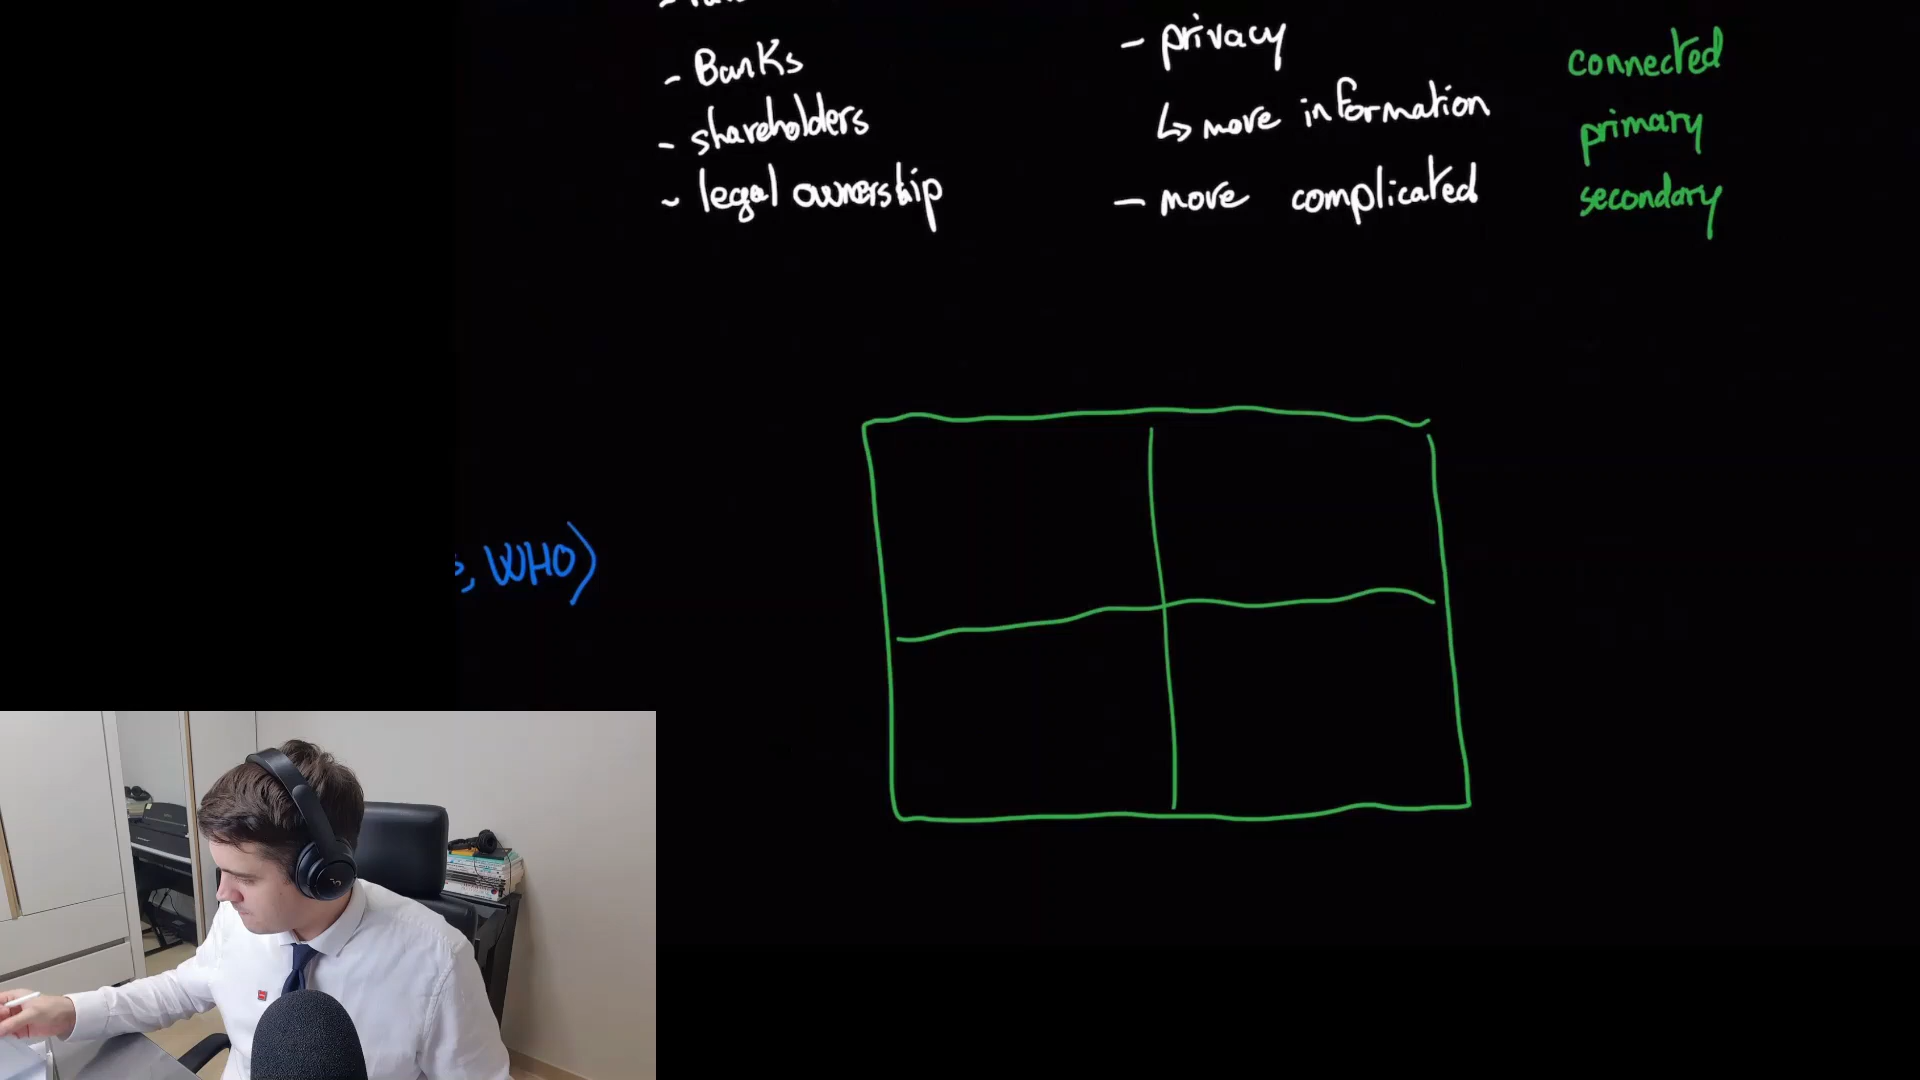 - Banks
- shareholders
- legal ownership
- privacy
↳ more information
- more complicated
connected
primary
secondary
, WHO)